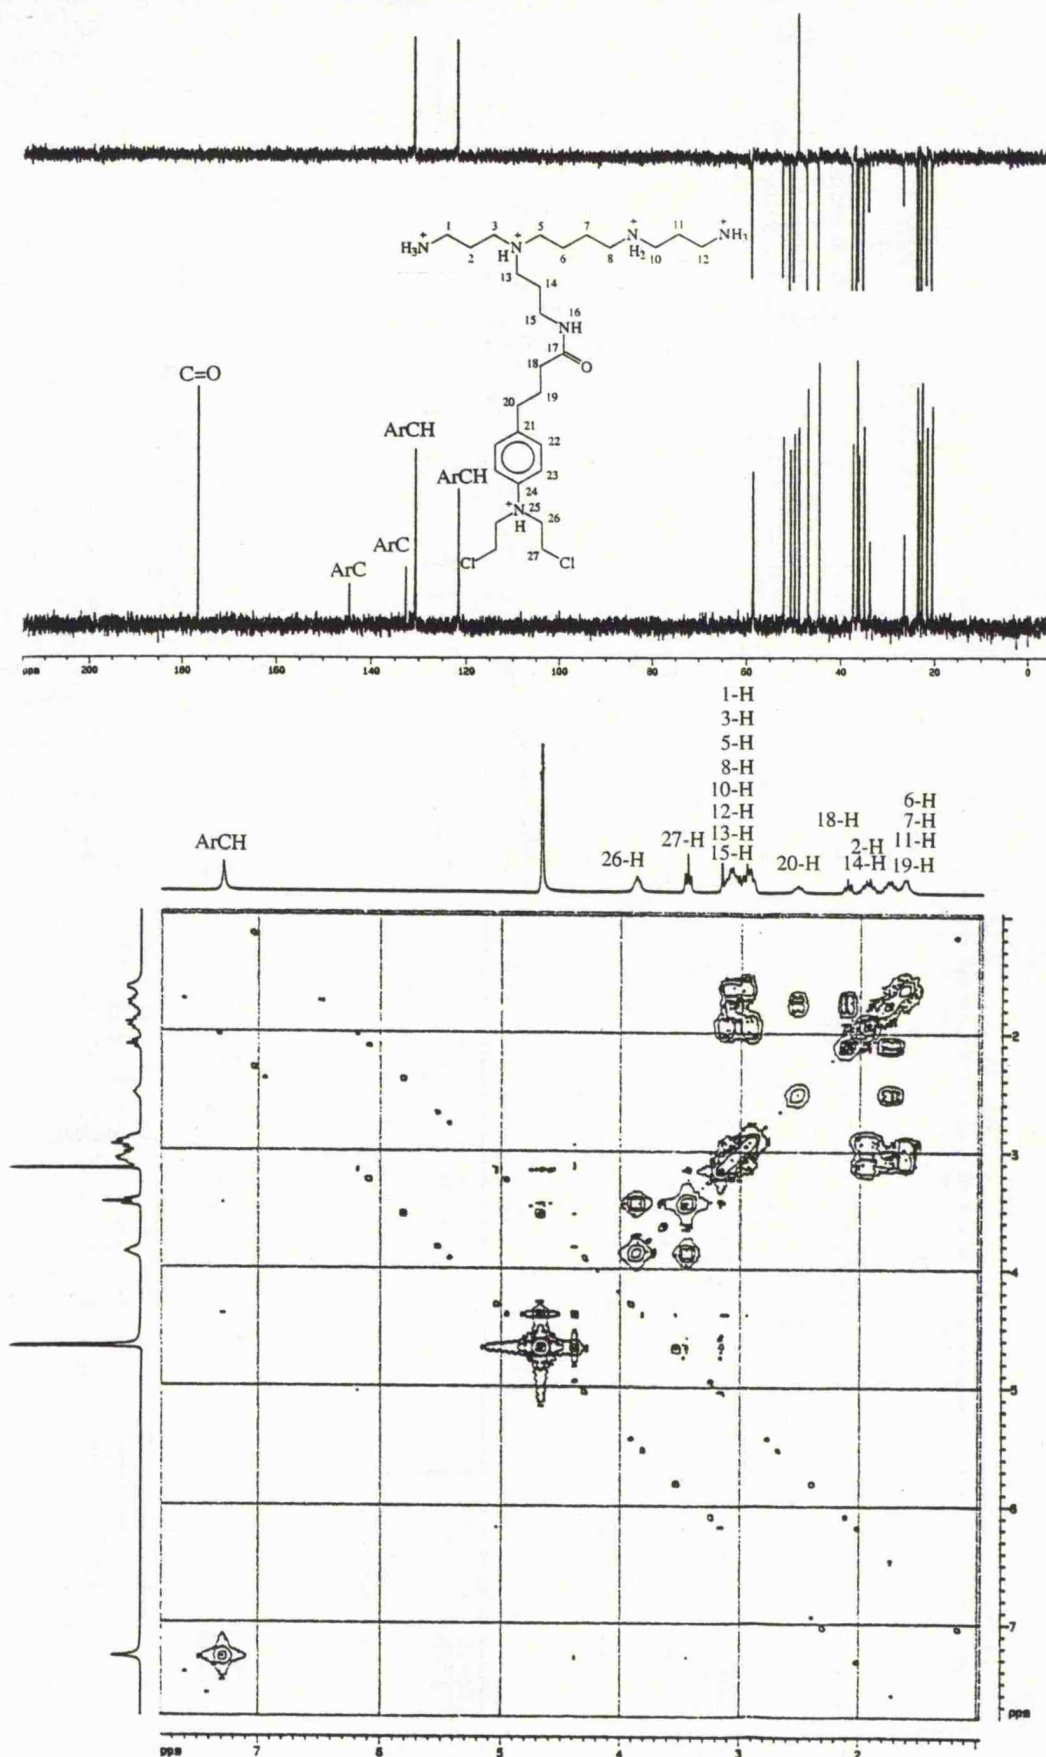 1 3 5 7 11
H₃N⁺ N⁺ H N⁺ H₂ NH₃⁺
2 6 8 10 12
13 14
15 16 NH
17
18 O
C=O
19
20
ArCH
21 22
ArCH 23
24
N⁺ 25 26
H
ArC
27
Cl Cl
ArC
ppm 200 180 160 140 120 100 80 60 40 20 0
1-H
3-H
5-H
8-H
10-H 6-H
12-H 18-H 7-H
ArCH 13-H 2-H 11-H
26-H 27-H 15-H 20-H 14-H 19-H
2
3
4
5
6
7
ppm
ppm 7 6 5 4 3 2